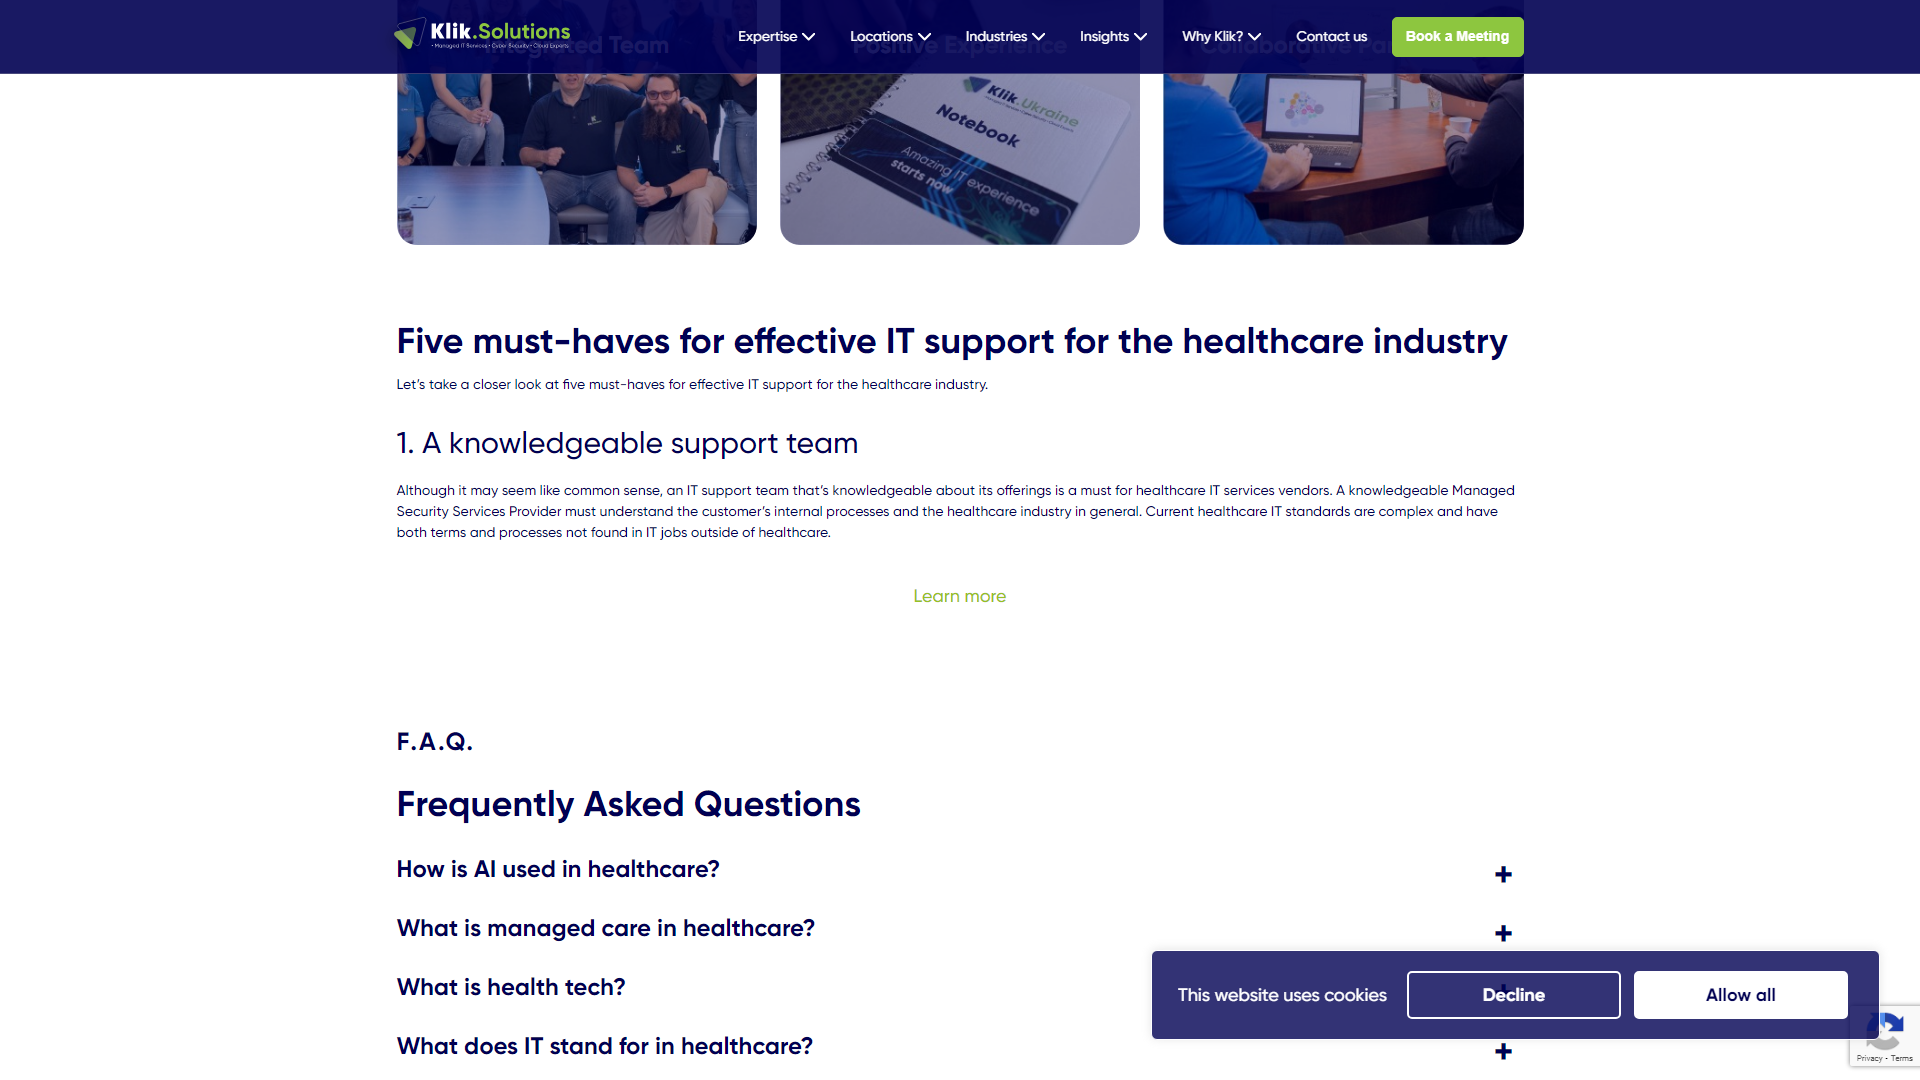 Klik.Solutions
• Managed IT Services • Cyber Security • Cloud Experts
Expertise
Locations
Industries
Insights
Why Klik?
Contact us
Book a Meeting
Integrated Team
Positive Experience
Collaborative
Klik.Ukraine
Notebook
Amazing IT experience
starts now
Five must-haves for effective IT support for the healthcare industry
Let's take a closer look at five must-haves for effective IT support for the healthcare industry.
1. A knowledgeable support team
Although it may seem like common sense, an IT support team that's knowledgeable about its offerings is a must for healthcare IT services vendors. A knowledgeable Managed
Security Services Provider must understand the customer's internal processes and the healthcare industry in general. Current healthcare IT standards are complex and have
both terms and processes not found in IT jobs outside of healthcare.
Learn more
F.A.Q.
Frequently Asked Questions
How is AI used in healthcare?
What is managed care in healthcare?
What is health tech?
What does IT stand for in healthcare?
This website uses cookies
Decline
Allow all
Privacy - Terms